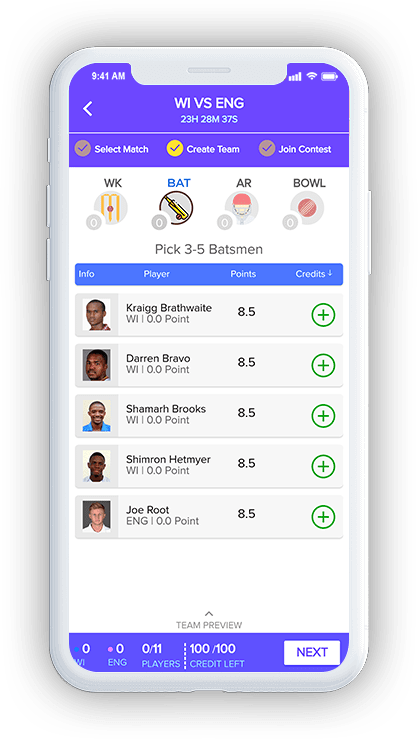 9:41 AM
WI VS ENG
23H 28M 37S
Select Match Create Team Join Contest
WK BAT AR BOWL
0 0 0 0
Pick 3-5 Batsmen
Info Player Points Credits ↓
Kraigg Brathwaite 8.5
WI | 0.0 Point
Darren Bravo 8.5
WI | 0.0 Point
Shamarh Brooks 8.5
WI | 0.0 Point
Shimron Hetmyer 8.5
WI | 0.0 Point
Joe Root 8.5
ENG | 0.0 Point
TEAM PREVIEW
0 0 0/11 100/100 NEXT
WI ENG PLAYERS CREDIT LEFT